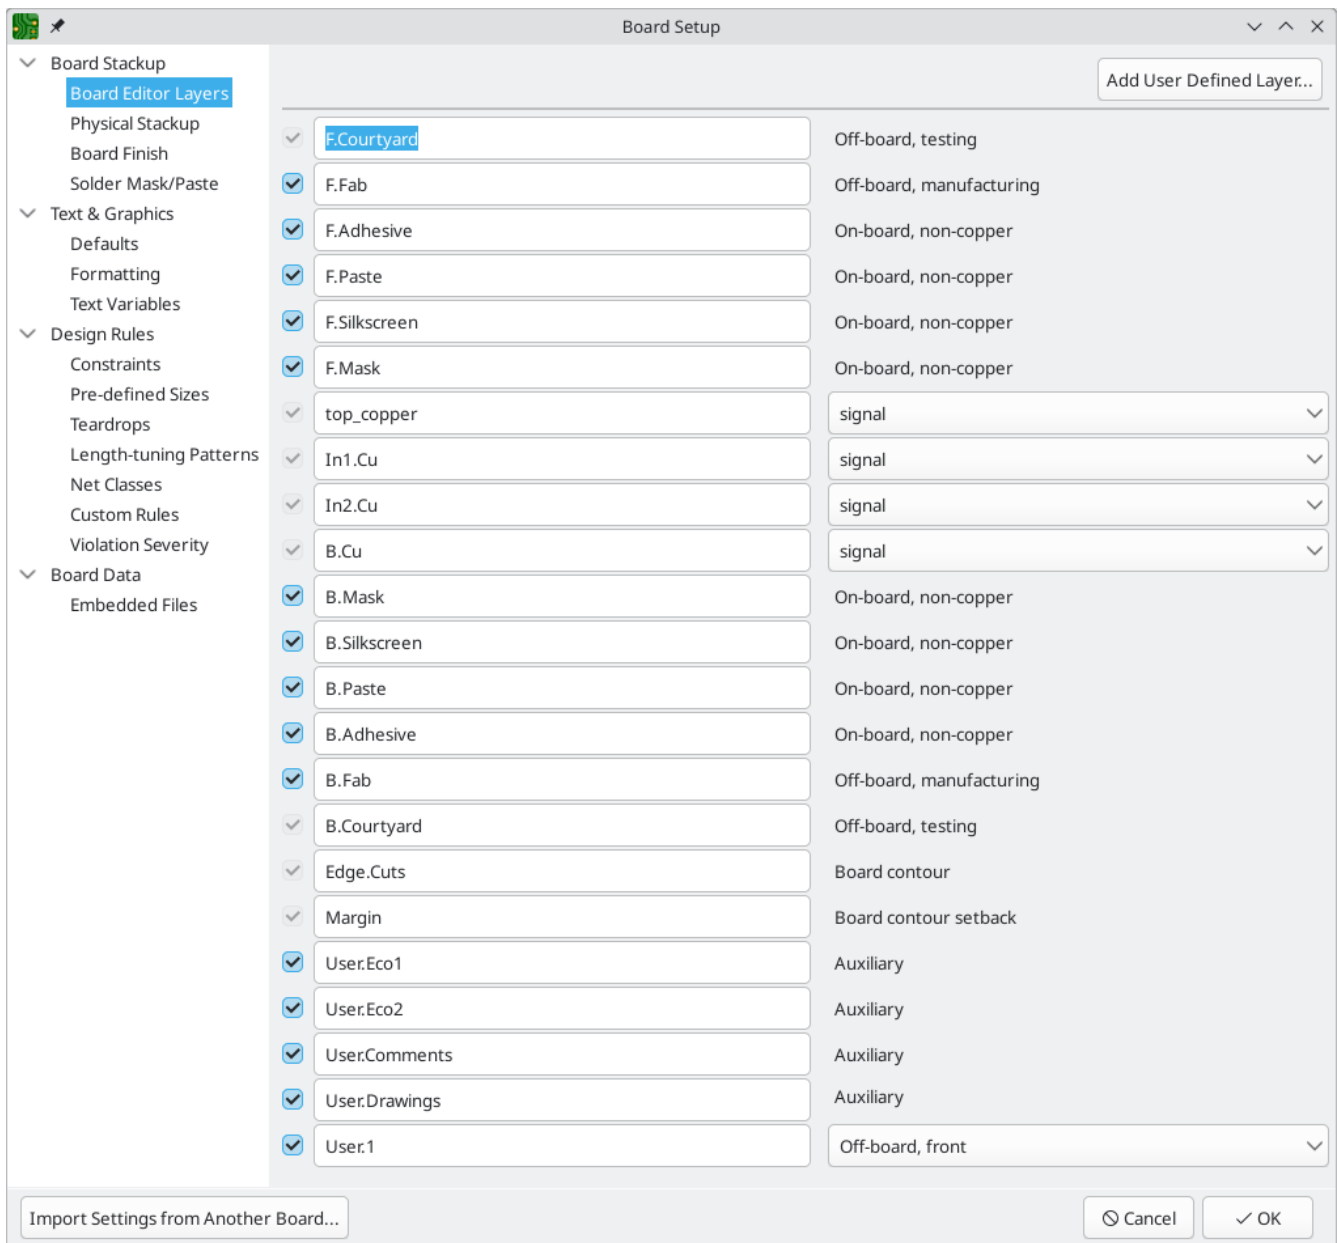 Board Setup
Board Stackup
Board Editor Layers
Physical Stackup
Board Finish
Solder Mask/Paste
Text & Graphics
Defaults
Formatting
Text Variables
Design Rules
Constraints
Pre-defined Sizes
Teardrops
Length-tuning Patterns
Net Classes
Custom Rules
Violation Severity
Board Data
Embedded Files
Add User Defined Layer...
F.Courtyard Off-board, testing
F.Fab Off-board, manufacturing
F.Adhesive On-board, non-copper
F.Paste On-board, non-copper
F.Silkscreen On-board, non-copper
F.Mask On-board, non-copper
top_copper signal
In1.Cu signal
In2.Cu signal
B.Cu signal
B.Mask On-board, non-copper
B.Silkscreen On-board, non-copper
B.Paste On-board, non-copper
B.Adhesive On-board, non-copper
B.Fab Off-board, manufacturing
B.Courtyard Off-board, testing
Edge.Cuts Board contour
Margin Board contour setback
User.Eco1 Auxiliary
User.Eco2 Auxiliary
User.Comments Auxiliary
User.Drawings Auxiliary
User.1 Off-board, front
Import Settings from Another Board... Cancel OK